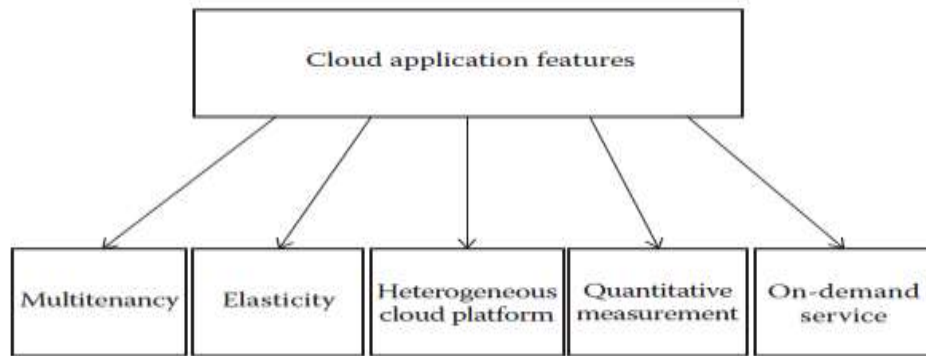 Cloud application features
Multitenancy
Elasticity
Heterogeneous
cloud platform
Quantitative
measurement
On-demand
service